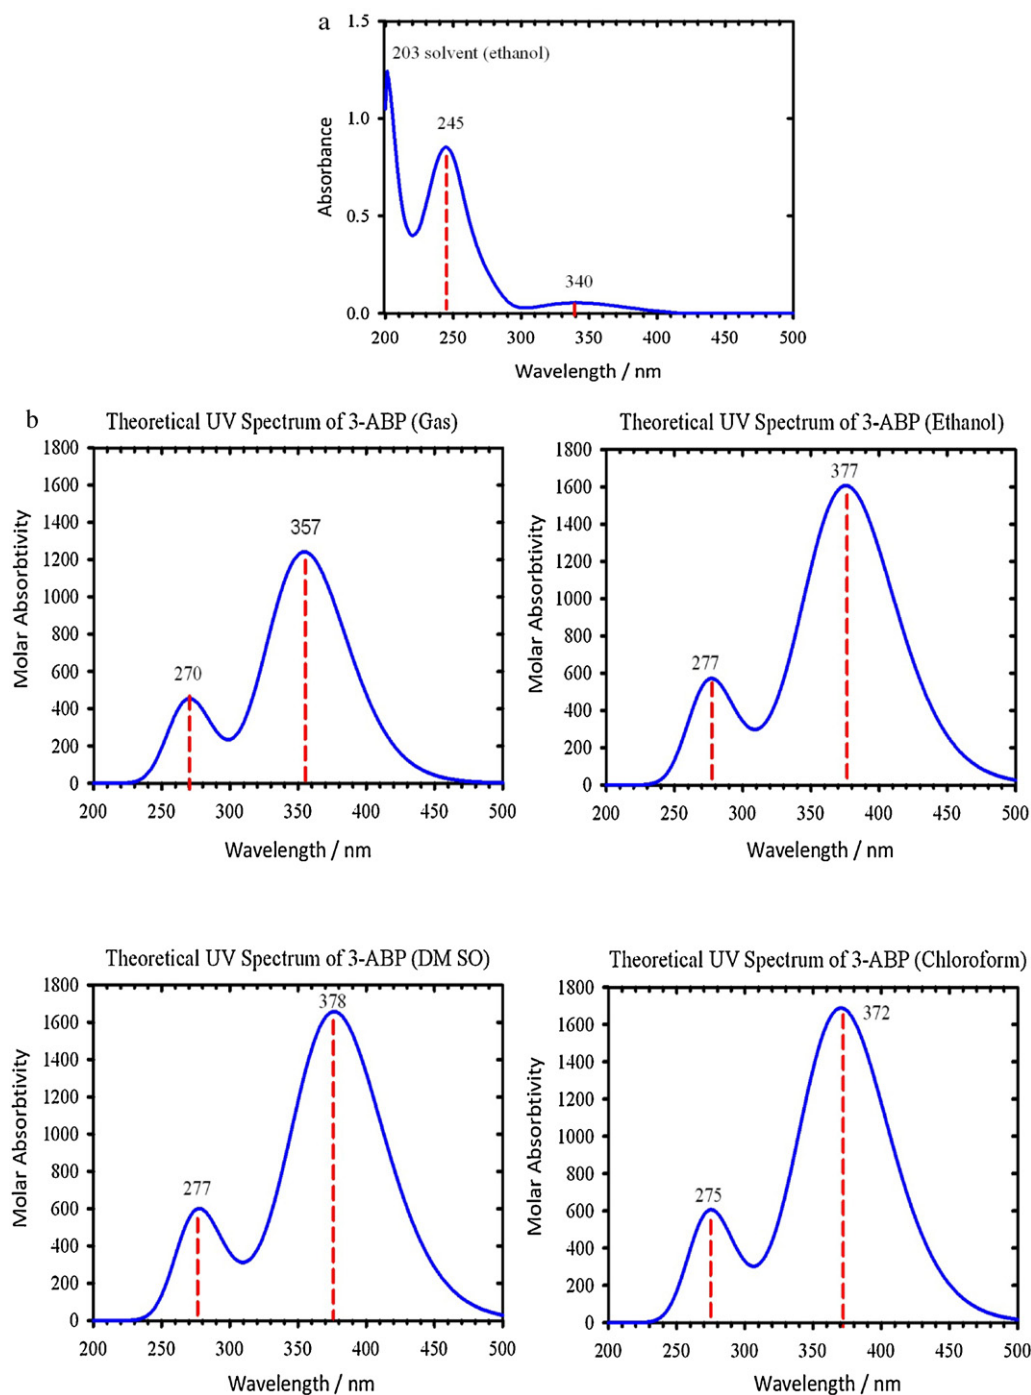 a
1.5
203 solvent (ethanol)
1.0
245
Absorbance
0.5
340
0.0
200 250 300 350 400 450 500
Wavelength / nm
b
Theoretical UV Spectrum of 3-ABP (Gas)
1800
1600
1400
357
1200
1000
800
270
600
400
200
0
Molar Absorbtivity
200 250 300 350 400 450 500
Wavelength / nm
Theoretical UV Spectrum of 3-ABP (Ethanol)
1800
377
1600
1400
1200
1000
800
277
600
400
200
0
Molar Absorbtivity
200 250 300 350 400 450 500
Wavelength / nm
Theoretical UV Spectrum of 3-ABP (DM SO)
1800
378
1600
1400
1200
1000
800
277
600
400
200
0
Molar Absorbtivity
200 250 300 350 400 450 500
Wavelength / nm
Theoretical UV Spectrum of 3-ABP (Chloroform)
1800
372
1600
1400
1200
1000
800
275
600
400
200
0
Molar Absorbtivity
200 250 300 350 400 450 500
Wavelength / nm